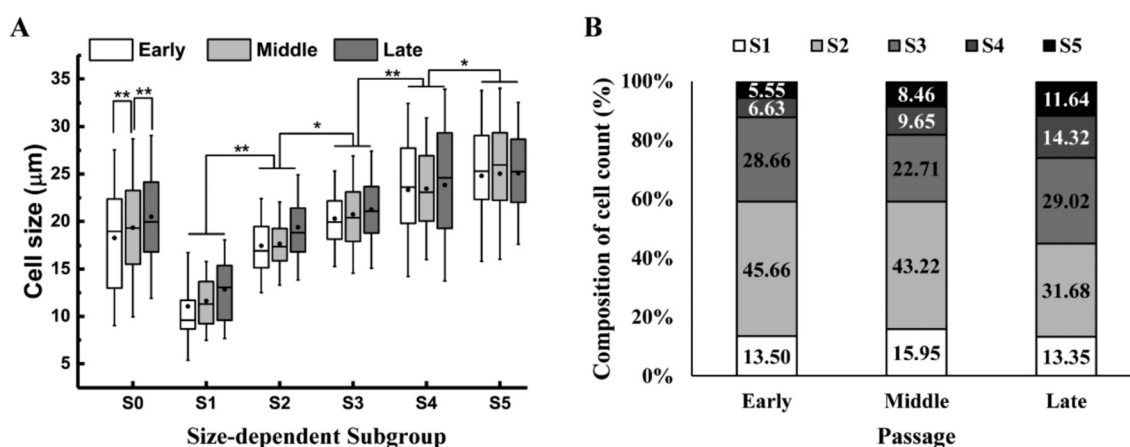 A
Early Middle Late
** ** ** * ** *
35
30
25
20
15
10
5
Cell size (μm)
S0 S1 S2 S3 S4 S5
Size-dependent Subgroup
B
S1 S2 S3 S4 S5
100%
80%
60%
40%
20%
0%
Composition of cell count (%)
5.55
6.63
28.66
45.66
13.50
8.46
9.65
22.71
43.22
15.95
11.64
14.32
29.02
31.68
13.35
Early Middle Late
Passage